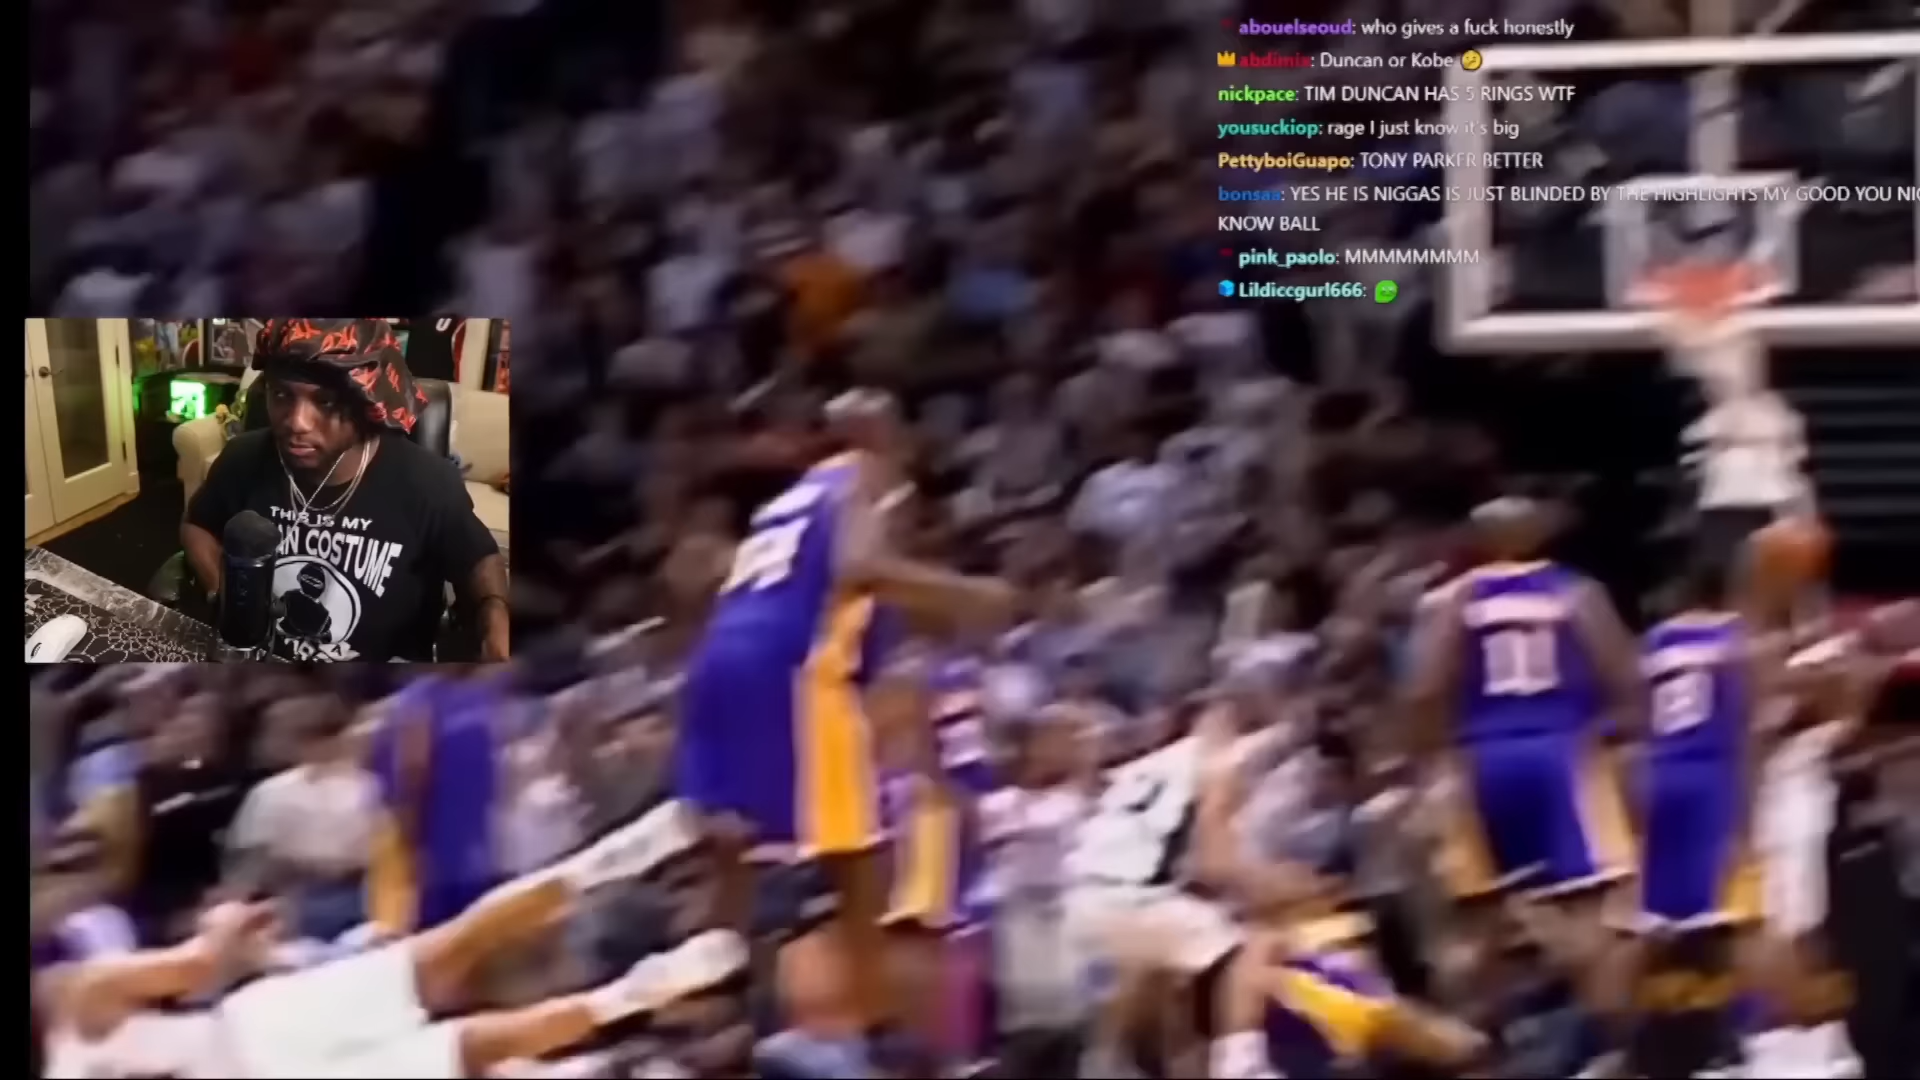 abouelseoud: who gives a fuck honestly
abdimix: Duncan or Kobe 🤔
nickpace: TIM DUNCAN HAS 5 RINGS WTF
yousuckiop: rage I just know it's big
PettyboiGuapo: TONY PARKER BETTER
bonsaa: YES HE IS NIGGAS IS JUST BLINDED BY THE HIGHLIGHTS MY GOOD YOU
KNOW BALL
pink_paolo: MMMMMMMM
Lildiccgurl666:
THIS IS MY
COSTUME